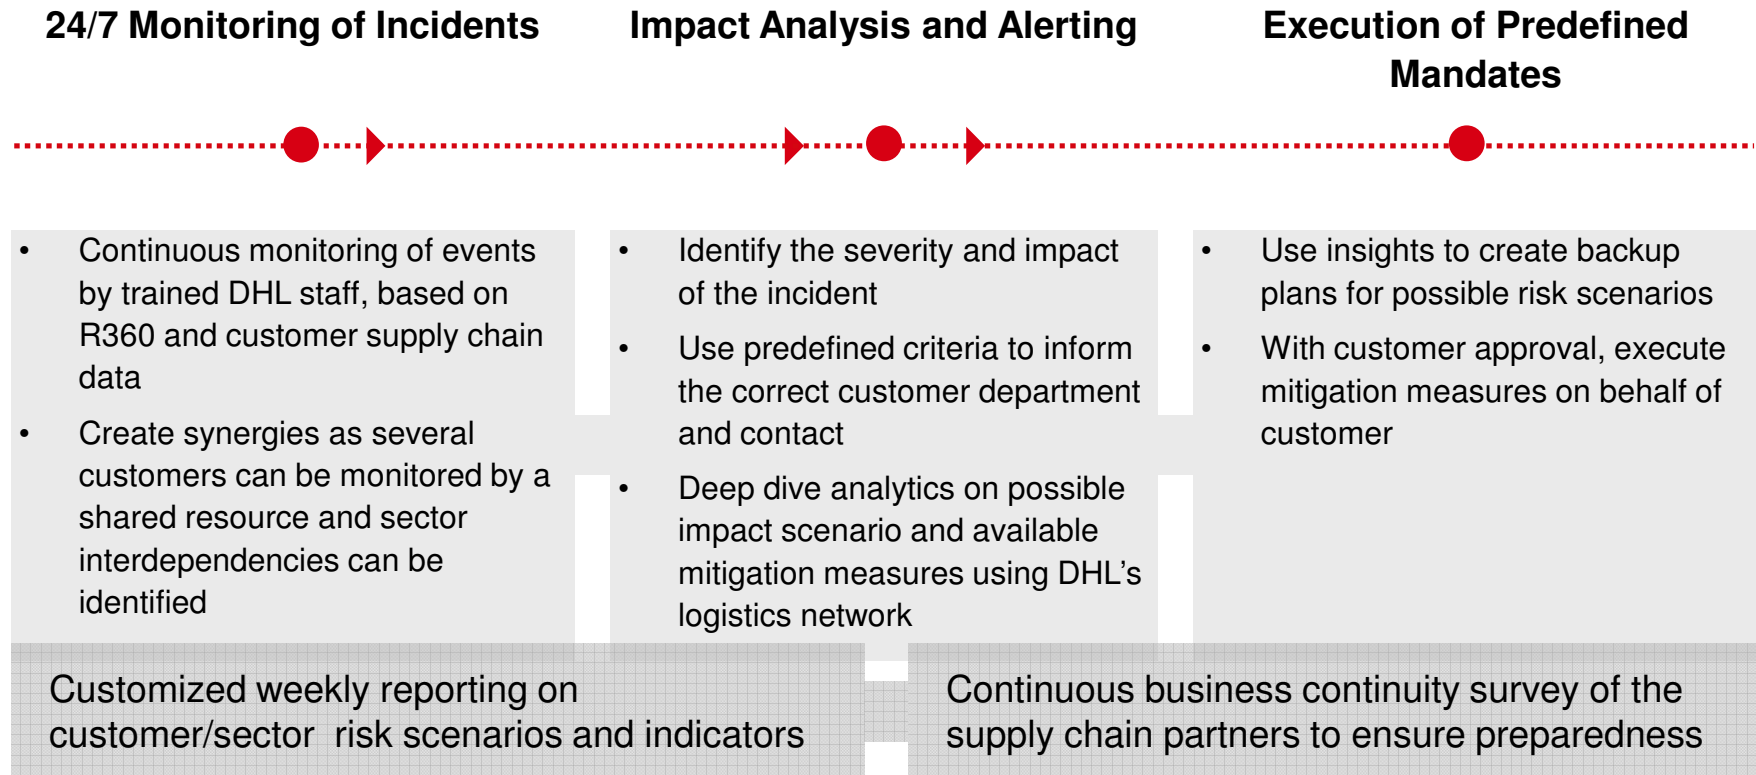 24/7 Monitoring of Incidents
Impact Analysis and Alerting
Execution of Predefined
Mandates
• Continuous monitoring of events
by trained DHL staff, based on
R360 and customer supply chain
data
• Create synergies as several
customers can be monitored by a
shared resource and sector
interdependencies can be
identified
• Identify the severity and impact
of the incident
• Use predefined criteria to inform
the correct customer department
and contact
• Deep dive analytics on possible
impact scenario and available
mitigation measures using DHL’s
logistics network
• Use insights to create backup
plans for possible risk scenarios
• With customer approval, execute
mitigation measures on behalf of
customer
Customized weekly reporting on
customer/sector  risk scenarios and indicators
Continuous business continuity survey of the
supply chain partners to ensure preparedness